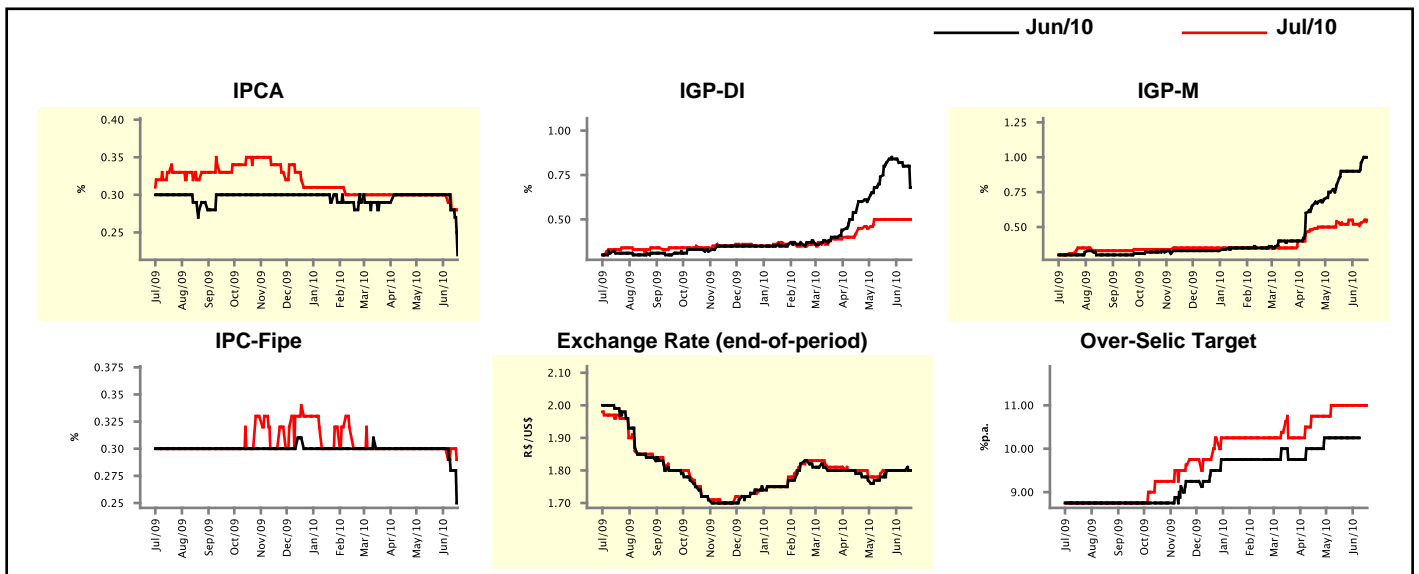 Jun/10 Jul/10
IPCA
0.40
0.35
0.30
0.25
%
Jul/09 Aug/09 Sep/09 Oct/09 Nov/09 Dec/09 Jan/10 Feb/10 Mar/10 Apr/10 May/10 Jun/10
IGP-DI
1.00
0.75
0.50
%
Jul/09 Aug/09 Sep/09 Oct/09 Nov/09 Dec/09 Jan/10 Feb/10 Mar/10 Apr/10 May/10 Jun/10
IGP-M
1.25
1.00
0.75
0.50
%
Jul/09 Aug/09 Sep/09 Oct/09 Nov/09 Dec/09 Jan/10 Feb/10 Mar/10 Apr/10 May/10 Jun/10
IPC-Fipe
0.375
0.35
0.325
0.30
0.275
0.25
%
Jul/09 Aug/09 Sep/09 Oct/09 Nov/09 Dec/09 Jan/10 Feb/10 Mar/10 Apr/10 May/10 Jun/10
Exchange Rate (end-of-period)
2.10
2.00
1.90
1.80
1.70
R$/US$
Jul/09 Aug/09 Sep/09 Oct/09 Nov/09 Dec/09 Jan/10 Feb/10 Mar/10 Apr/10 May/10 Jun/10
Over-Selic Target
11.00
10.00
9.00
%p.a.
Jul/09 Aug/09 Sep/09 Oct/09 Nov/09 Dec/09 Jan/10 Feb/10 Mar/10 Apr/10 May/10 Jun/10